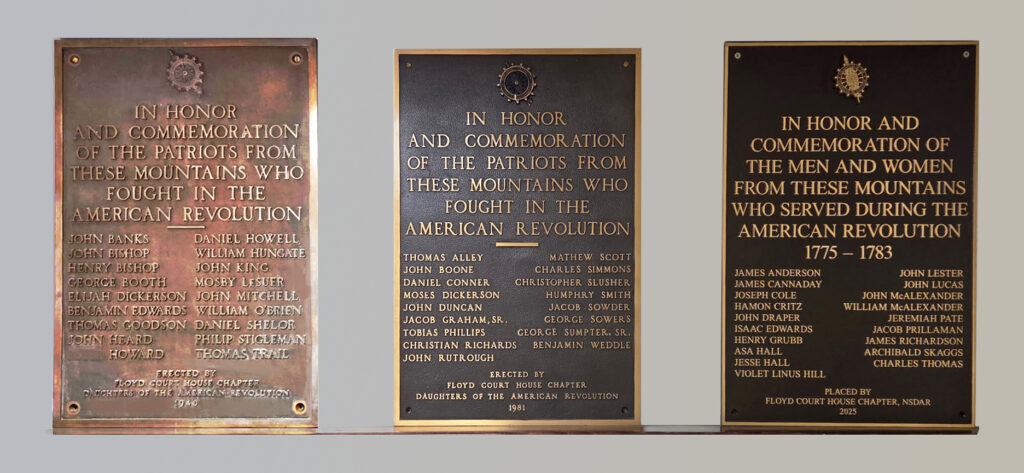 IN HONOR
AND COMMEMORATION
OF THE PATRIOTS FROM
THESE MOUNTAINS WHO
FOUGHT IN THE
AMERICAN REVOLUTION
JOHN BANKS
JOHN BISHOP
HENRY BISHOP
GEORGE BOOTH
ELIJAH DICKERSON
BENJAMIN EDWARDS
THOMAS GOODSON
JOHN HEARD
HOWARD
DANIEL HOWELL
WILLIAM HUNGATE
JOHN KING
MOSBY LESUER
JOHN MITCHELL
WILLIAM O'BRIEN
DANIEL SHELOR
PHILIP STIGLEMAN
THOMAS TRAIL
ERECTED BY
FLOYD COURT HOUSE CHAPTER
DAUGHTERS OF THE AMERICAN REVOLUTION
IN HONOR
AND COMMEMORATION
OF THE PATRIOTS FROM
THESE MOUNTAINS WHO
FOUGHT IN THE
AMERICAN REVOLUTION
THOMAS ALLEY
JOHN BOONE
DANIEL CONNER
MOSES DICKERSON
JOHN DUNCAN
JACOB GRAHAM, SR.
TOBIAS PHILLIPS
CHRISTIAN RICHARDS
JOHN RUTROUGH
MATHEW SCOTT
CHARLES SIMMONS
CHRISTOPHER SLUSHER
HUMPHRY SMITH
JACOB SOWDER
GEORGE SOWERS
GEORGE SUMPTER, SR.
BENJAMIN WEDDLE
ERECTED BY
FLOYD COURT HOUSE CHAPTER
DAUGHTERS OF THE AMERICAN REVOLUTION
1981
IN HONOR AND
COMMEMORATION OF
THE MEN AND WOMEN
FROM THESE MOUNTAINS
WHO SERVED DURING THE
AMERICAN REVOLUTION
1775 – 1783
JAMES ANDERSON
JAMES CANNADAY
JOSEPH COLE
HAMON CRITZ
JOHN DRAPER
ISAAC EDWARDS
HENRY GRUBB
ASA HALL
JESSE HALL
VIOLET LINUS HILL
JOHN LESTER
JOHN LUCAS
JOHN McALEXANDER
WILLIAM McALEXANDER
JEREMIAH PATE
JACOB PRILLAMAN
JAMES RICHARDSON
ARCHIBALD SKAGGS
CHARLES THOMAS
PLACED BY
FLOYD COURT HOUSE CHAPTER, NSDAR
2025